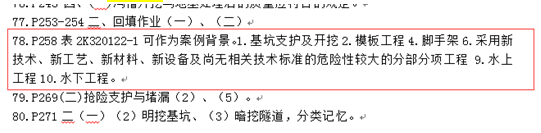 77.P253-254 二、回填作业（一）、（二）
78.P258 表 2K320122-1 可作为案例背景。1.基坑支护及开挖 2.模板工程 4.脚手架 6.采用新
技术、新工艺、新材料、新设备及尚无相关技术标准的危险性较大的分部分项工程 9.水上
工程 10.水下工程。
79.P269(二)抢险支护与堵漏（2）、（5）。
80.P271 二（一）（2）明挖基坑、（3）暗挖隧道，分类记忆。